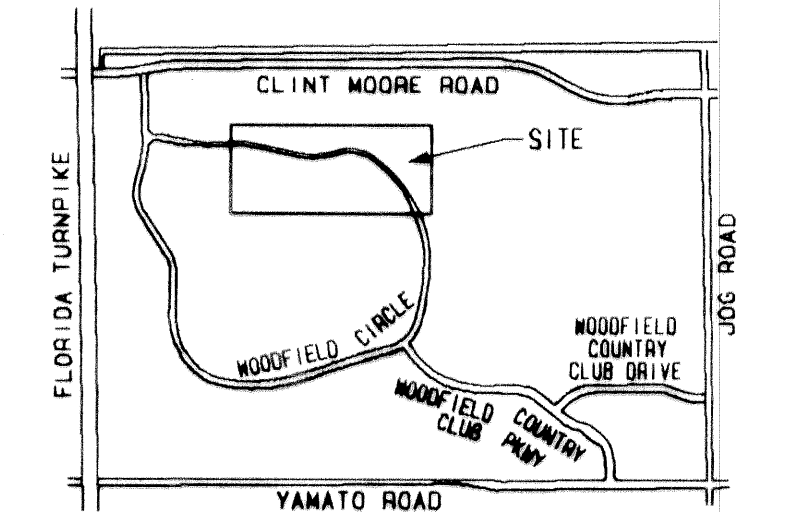 CLINT MOORE ROAD
SITE
FLORIDA TURNPIKE
JOG ROAD
WOODFIELD CIRCLE
WOODFIELD
COUNTRY
CLUB DRIVE
WOODFIELD COUNTRY
CLUB PKWY
YAMATO ROAD